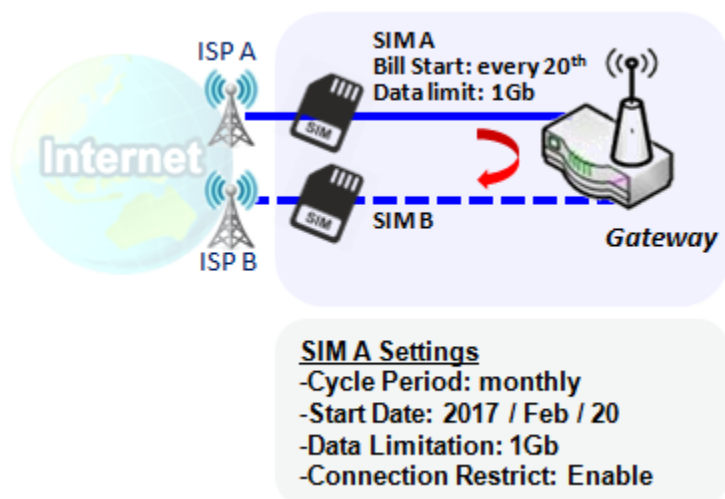 ISP A
SIM A
Bill Start: every 20th
Data limit: 1Gb
SIM
Internet
SIM
SIM B
Gateway
ISP B
SIM A Settings
-Cycle Period: monthly
-Start Date: 2017 / Feb / 20
-Data Limitation: 1Gb
-Connection Restrict: Enable